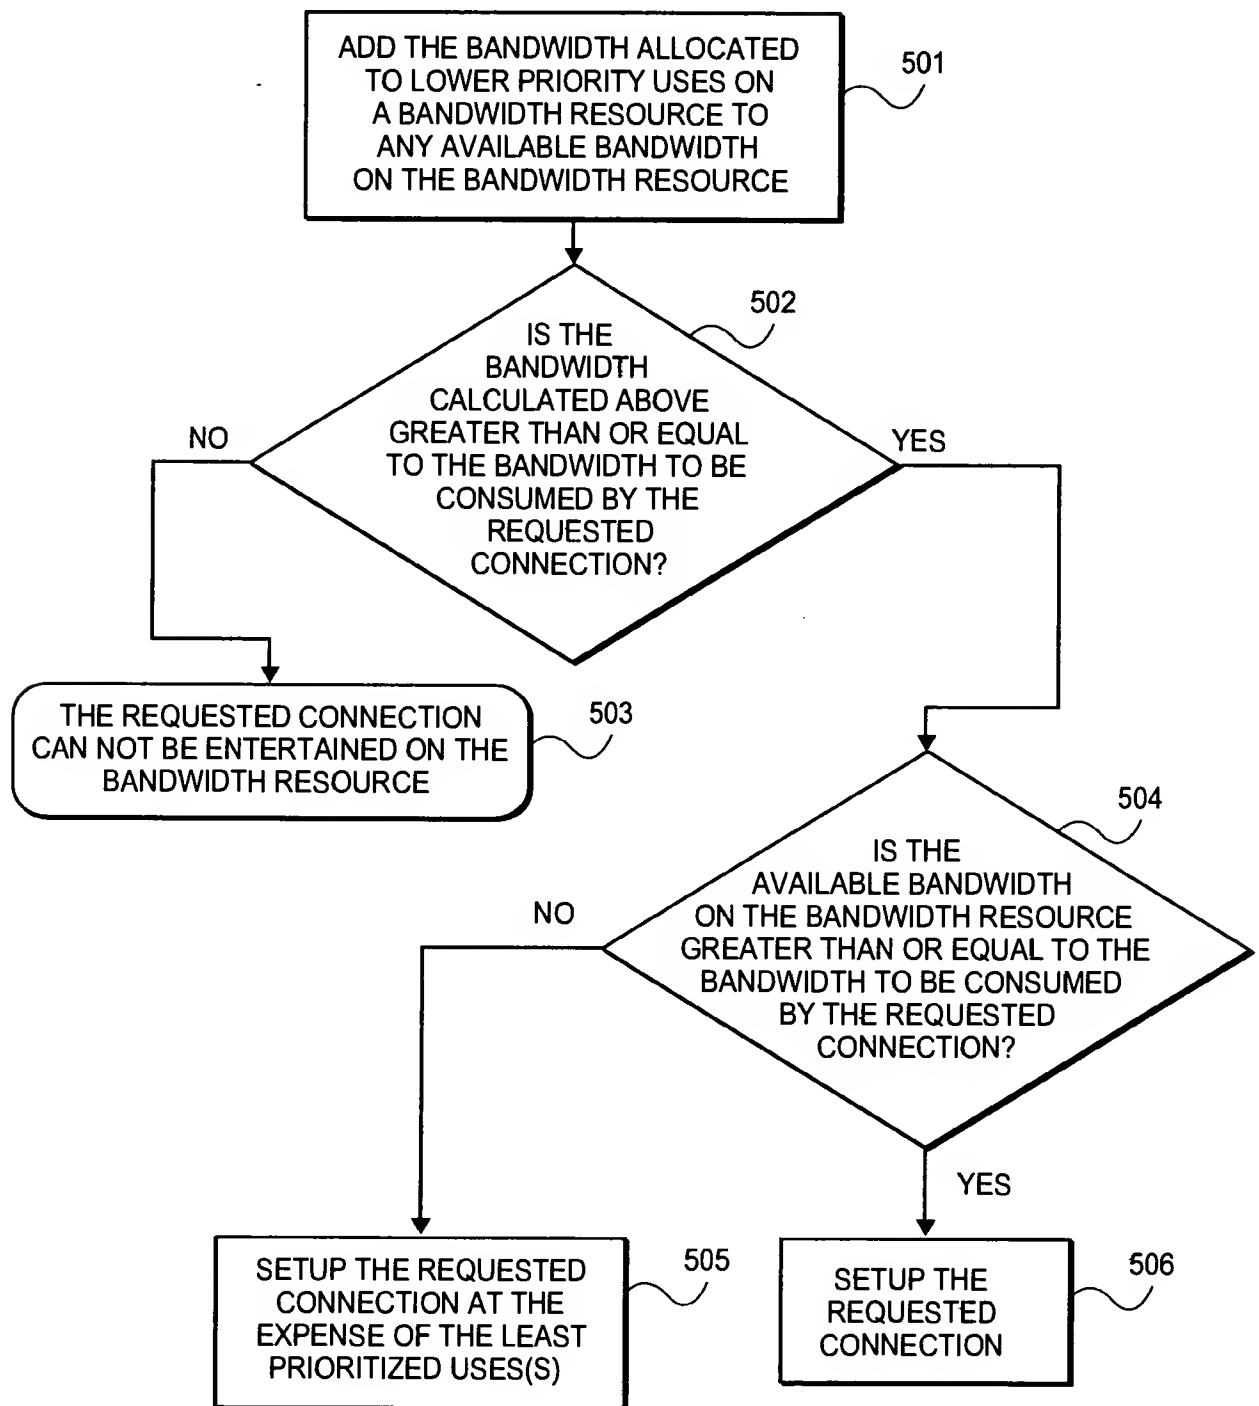 ADD THE BANDWIDTH ALLOCATED
TO LOWER PRIORITY USES ON
A BANDWIDTH RESOURCE TO
ANY AVAILABLE BANDWIDTH
ON THE BANDWIDTH RESOURCE
501
502
IS THE
BANDWIDTH
CALCULATED ABOVE
GREATER THAN OR EQUAL
TO THE BANDWIDTH TO BE
CONSUMED BY THE
REQUESTED
CONNECTION?
NO
YES
THE REQUESTED CONNECTION
CAN NOT BE ENTERTAINED ON THE
BANDWIDTH RESOURCE
503
504
IS THE
AVAILABLE BANDWIDTH
ON THE BANDWIDTH RESOURCE
GREATER THAN OR EQUAL TO THE
BANDWIDTH TO BE CONSUMED
BY THE REQUESTED
CONNECTION?
NO
YES
SETUP THE REQUESTED
CONNECTION AT THE
EXPENSE OF THE LEAST
PRIORITIZED USES(S)
505
SETUP THE
REQUESTED
CONNECTION
506